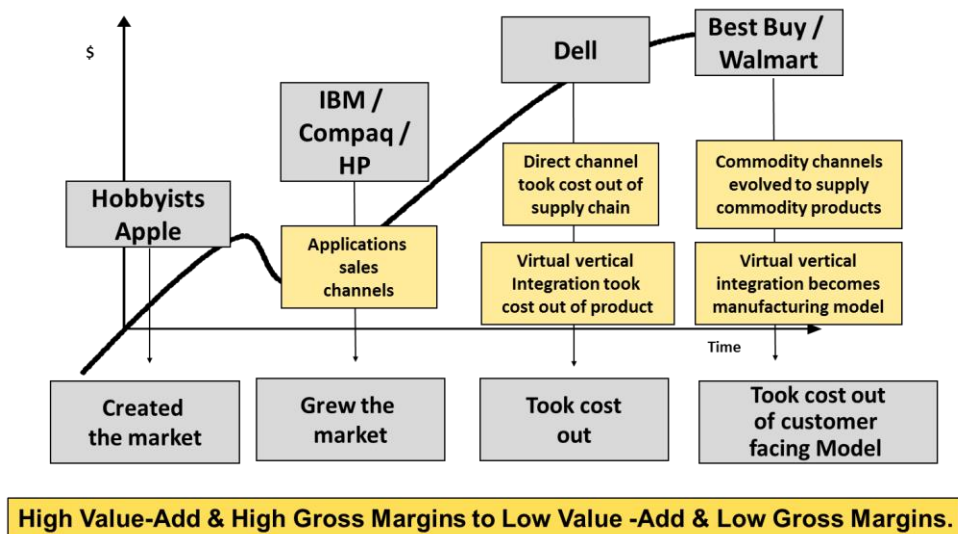 $
Hobbyists
Apple
IBM /
Compaq /
HP
Dell
Best Buy /
Walmart
Applications
sales
channels
Direct channel
took cost out of
supply chain
Commodity channels
evolved to supply
commodity products
Virtual vertical
Integration took
cost out of product
Virtual vertical
integration becomes
manufacturing model
Time
Created
the market
Grew the
market
Took cost
out
Took cost out
of customer
facing Model
High Value-Add & High Gross Margins to Low Value -Add & Low Gross Margins.